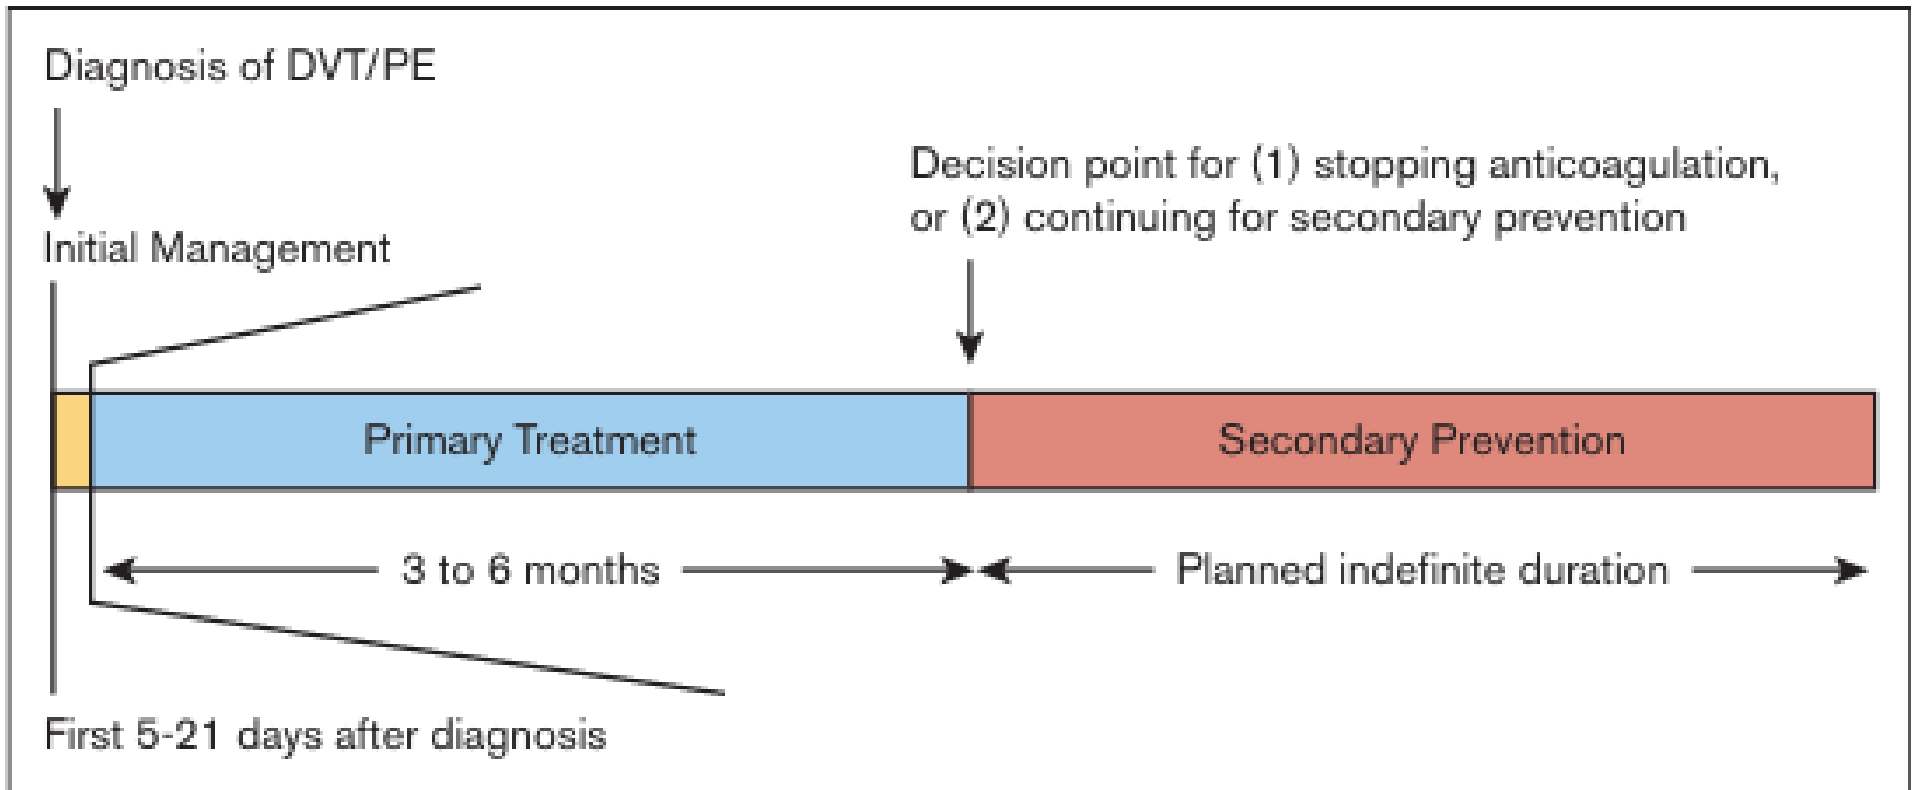 Diagnosis of DVT/PE
Initial Management
Decision point for (1) stopping anticoagulation,
or (2) continuing for secondary prevention
Primary Treatment
Secondary Prevention
3 to 6 months
Planned indefinite duration
First 5-21 days after diagnosis